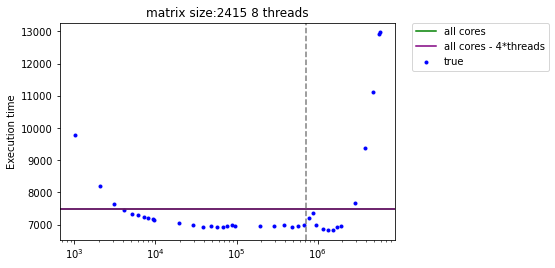 matrix size:2415 8 threads
all cores
all cores - 4*threads
true
Execution time
13000
12000
11000
10000
9000
8000
7000
10³ 10⁴ 10⁵ 10⁶